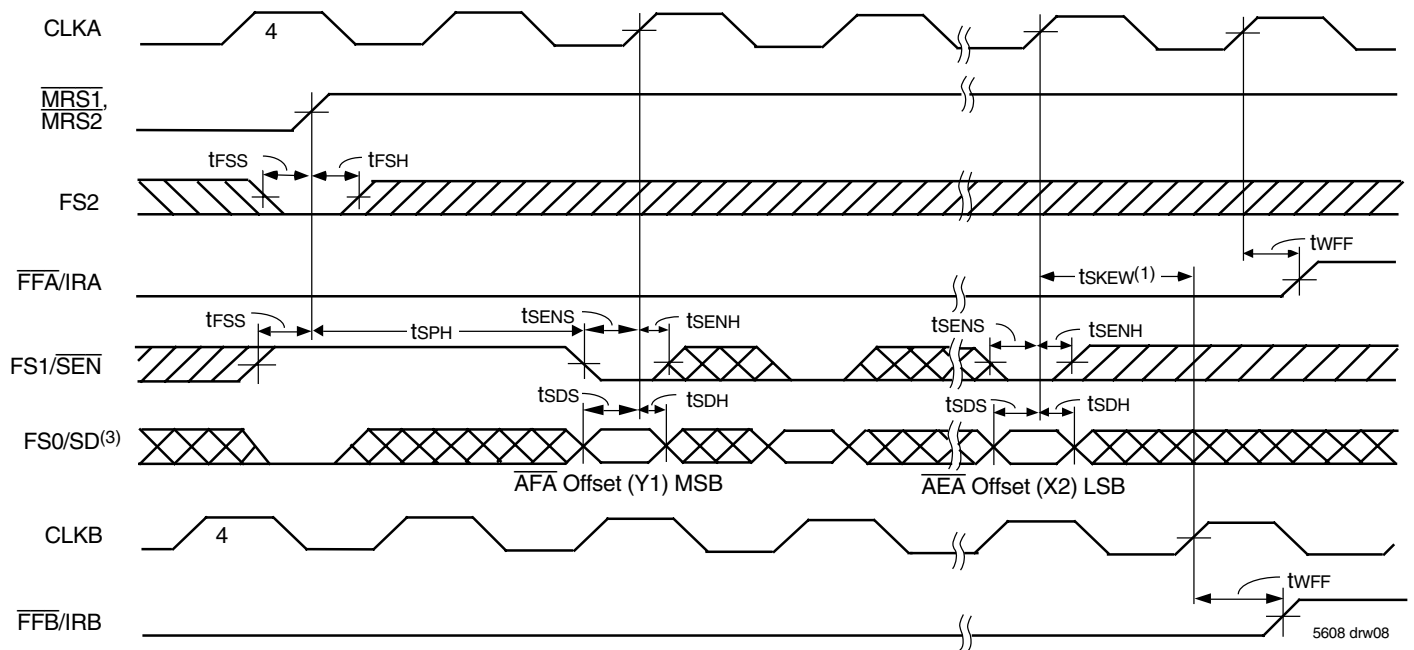 CLKA
4
MRS1,
MRS2
tFSS
tFSH
FS2
tWFF
FFA/IRA
tSKEW(1)
tFSS
tSPH
tSENS
tSENH
tSENS
tSENH
FS1/SEN
tSDS
tSDH
tSDS
tSDH
FS0/SD(3)
AFA Offset (Y1) MSB
AEA Offset (X2) LSB
CLKB
4
tWFF
FFB/IRB
5608 drw08